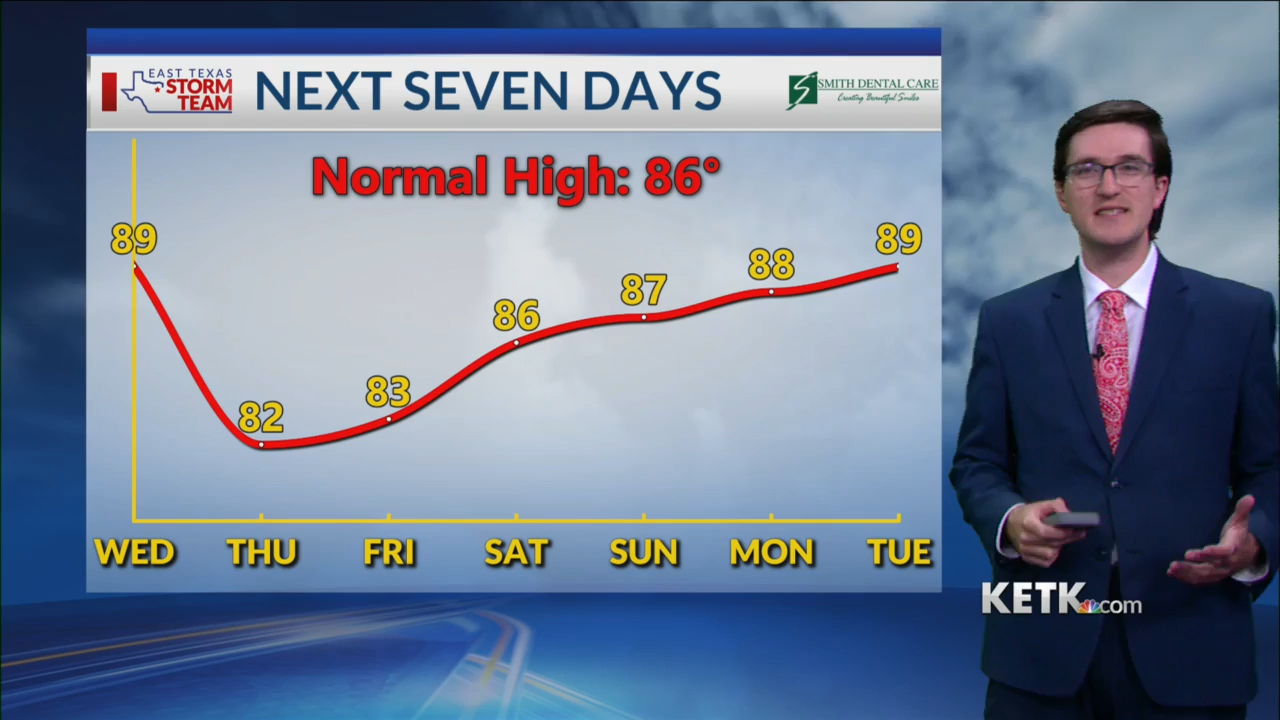 EAST TEXAS
STORM
TEAM
NEXT SEVEN DAYS
SMITH DENTAL CARE
Creating Beautiful Smiles
Normal High: 86°
89
82
83
86
87
88
89
WED THU FRI SAT SUN MON TUE
KETK.com